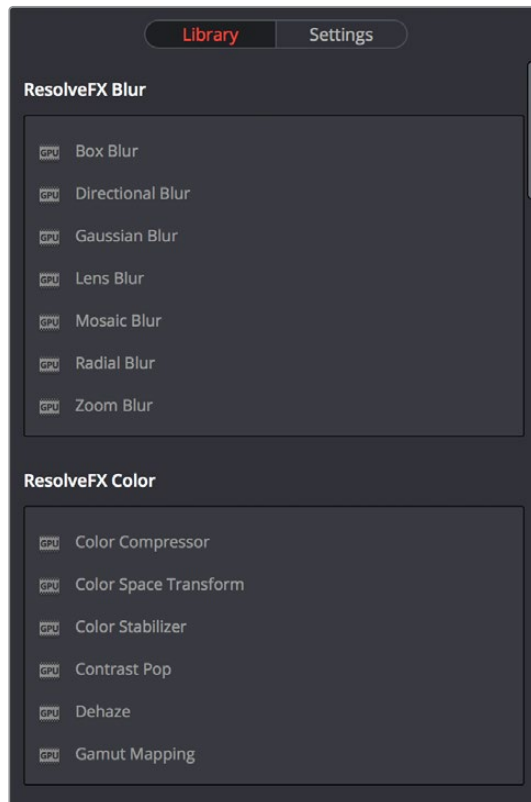 Library Settings
ResolveFX Blur
GPU Box Blur
GPU Directional Blur
GPU Gaussian Blur
GPU Lens Blur
GPU Mosaic Blur
GPU Radial Blur
GPU Zoom Blur
ResolveFX Color
GPU Color Compressor
GPU Color Space Transform
GPU Color Stabilizer
GPU Contrast Pop
GPU Dehaze
GPU Gamut Mapping